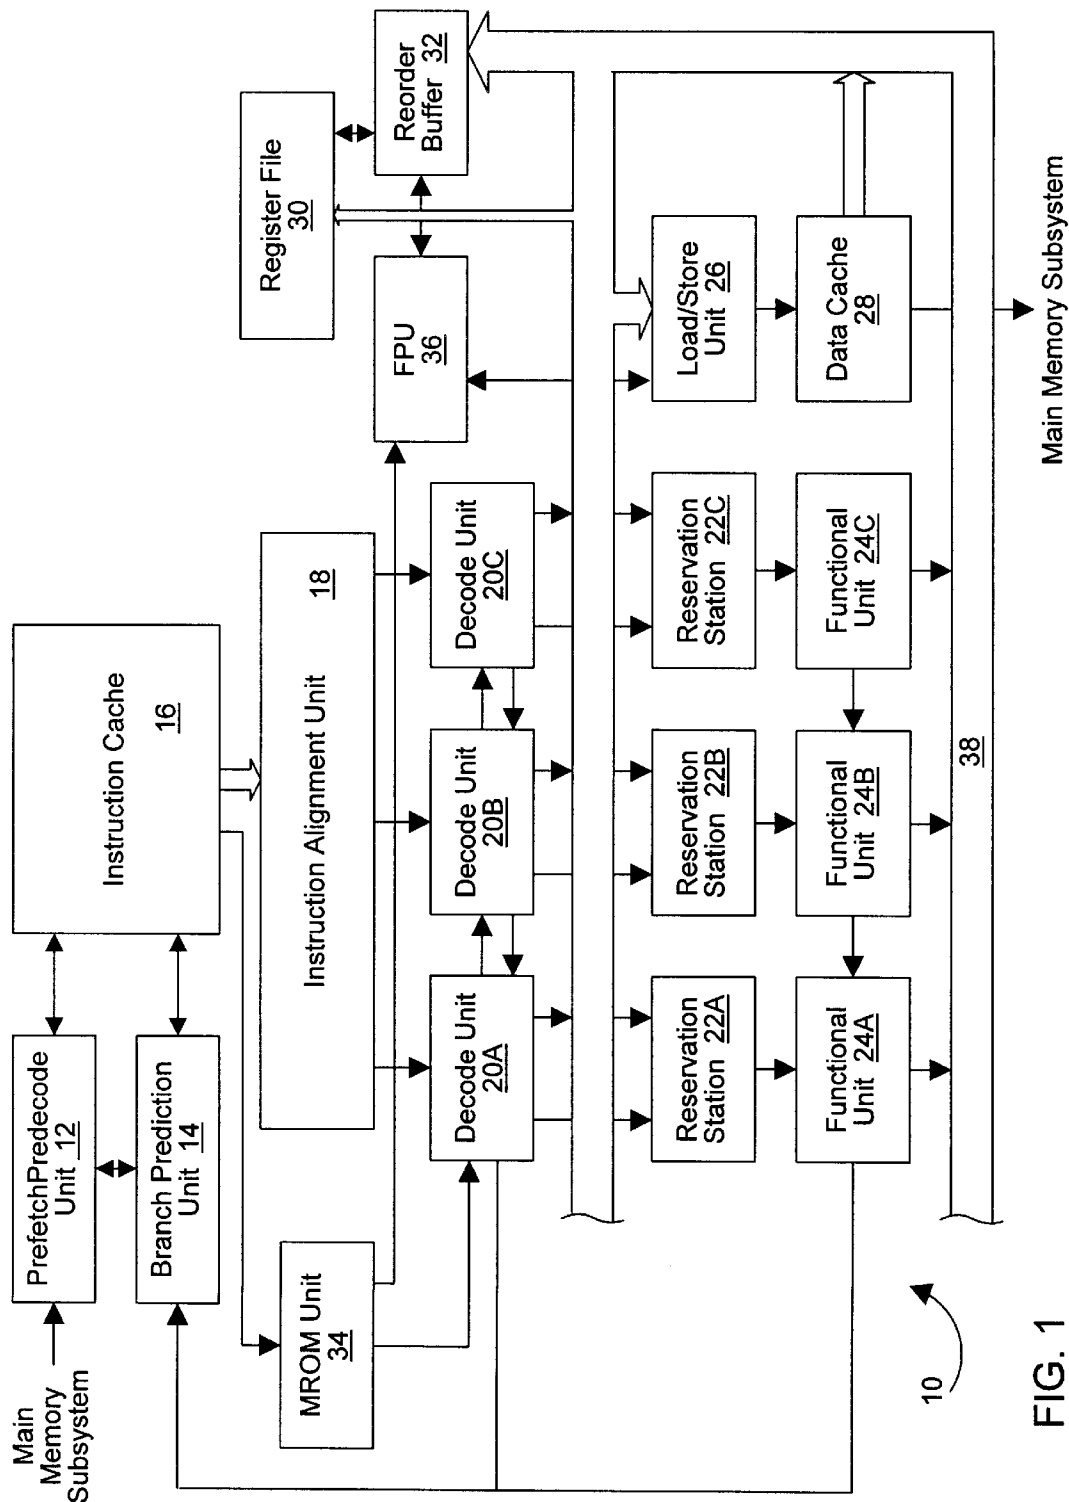 Main
Memory
Subsystem
PrefetchPredecode
Unit 12
Branch Prediction
Unit 14
Instruction Cache
16
MROM Unit
34
Instruction Alignment Unit
18
Register File
30
Reorder
Buffer 32
FPU
36
Decode Unit
20A
Decode Unit
20B
Decode Unit
20C
Reservation
Station 22A
Reservation
Station 22B
Reservation
Station 22C
Load/Store
Unit 26
Functional
Unit 24A
Functional
Unit 24B
Functional
Unit 24C
Data Cache
28
38
Main Memory Subsystem
10
FIG. 1